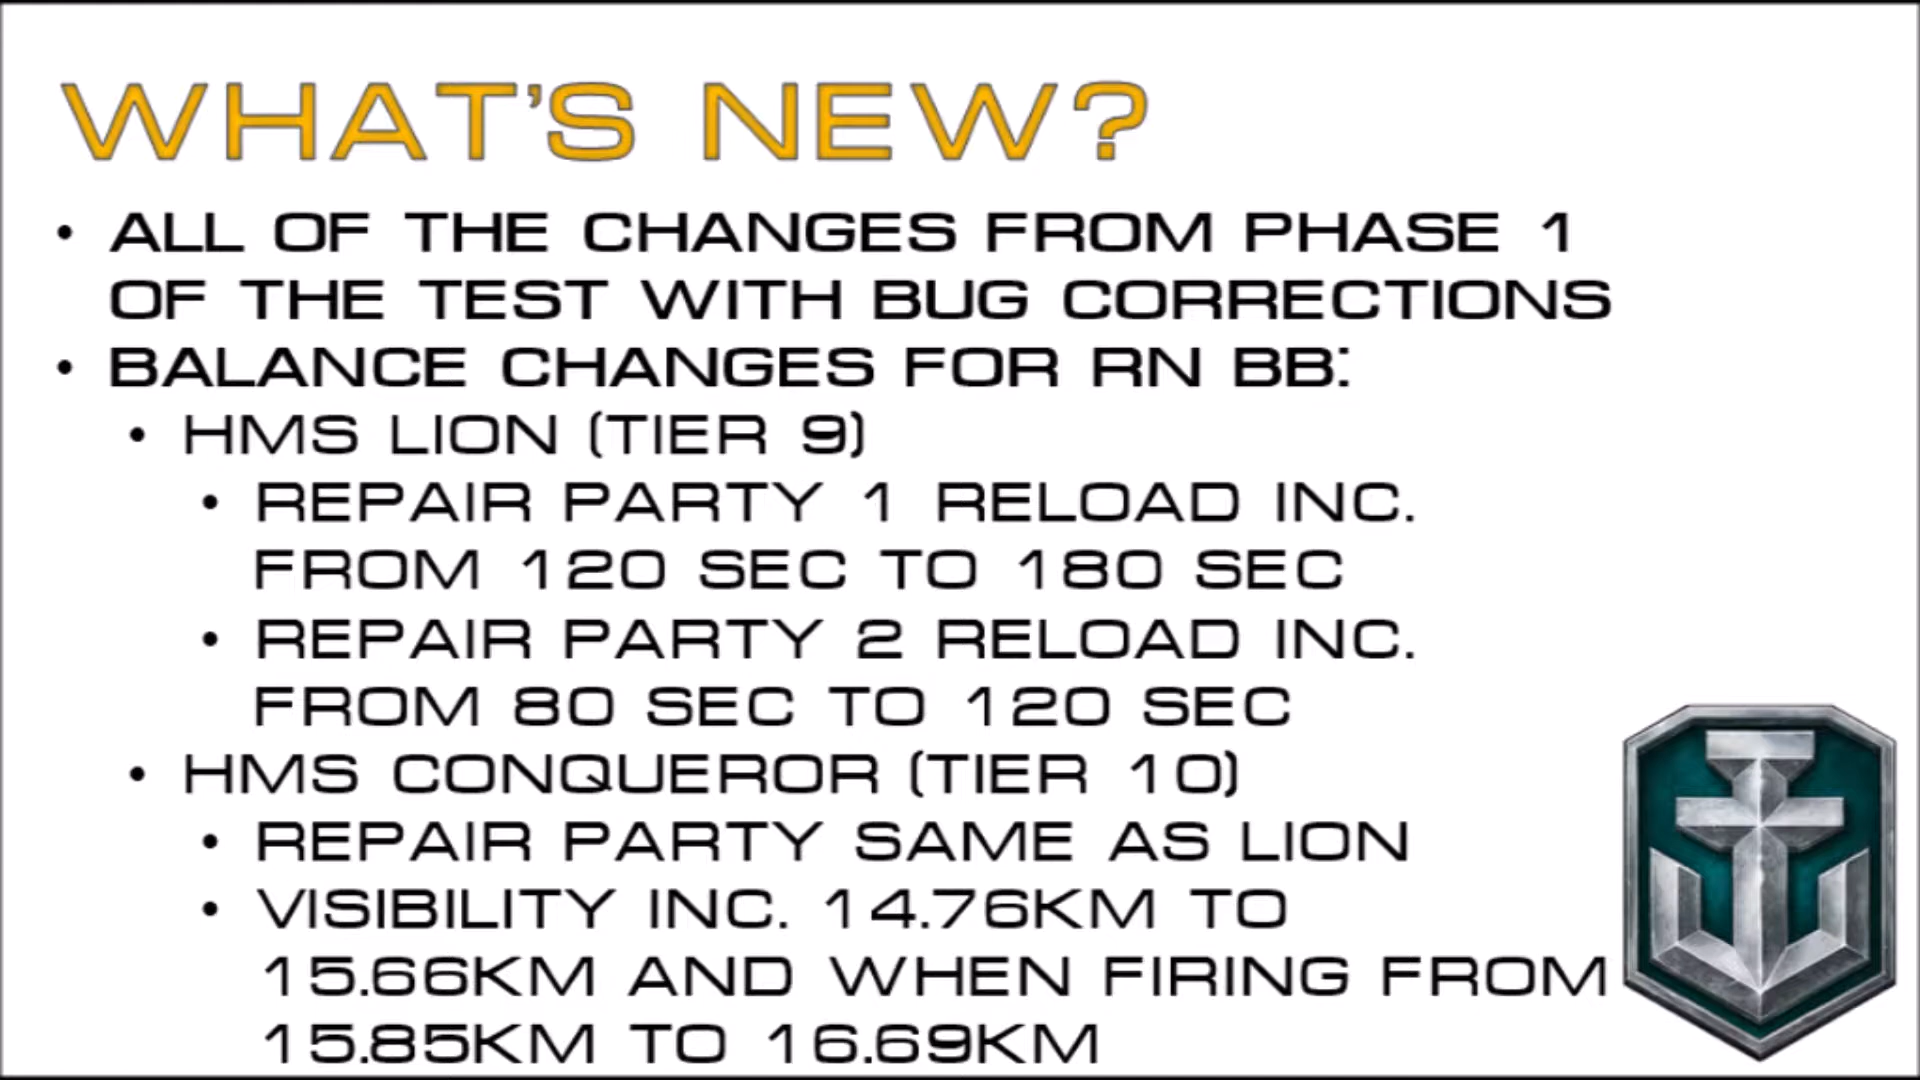 WHAT'S NEW?
• ALL OF THE CHANGES FROM PHASE 1
OF THE TEST WITH BUG CORRECTIONS
• BALANCE CHANGES FOR RN BB:
• HMS LION (TIER 9)
• REPAIR PARTY 1 RELOAD INC.
FROM 120 SEC TO 180 SEC
• REPAIR PARTY 2 RELOAD INC.
FROM 80 SEC TO 120 SEC
• HMS CONQUEROR (TIER 10)
• REPAIR PARTY SAME AS LION
• VISIBILITY INC. 14.76KM TO
15.66KM AND WHEN FIRING FROM
15.85KM TO 16.69KM